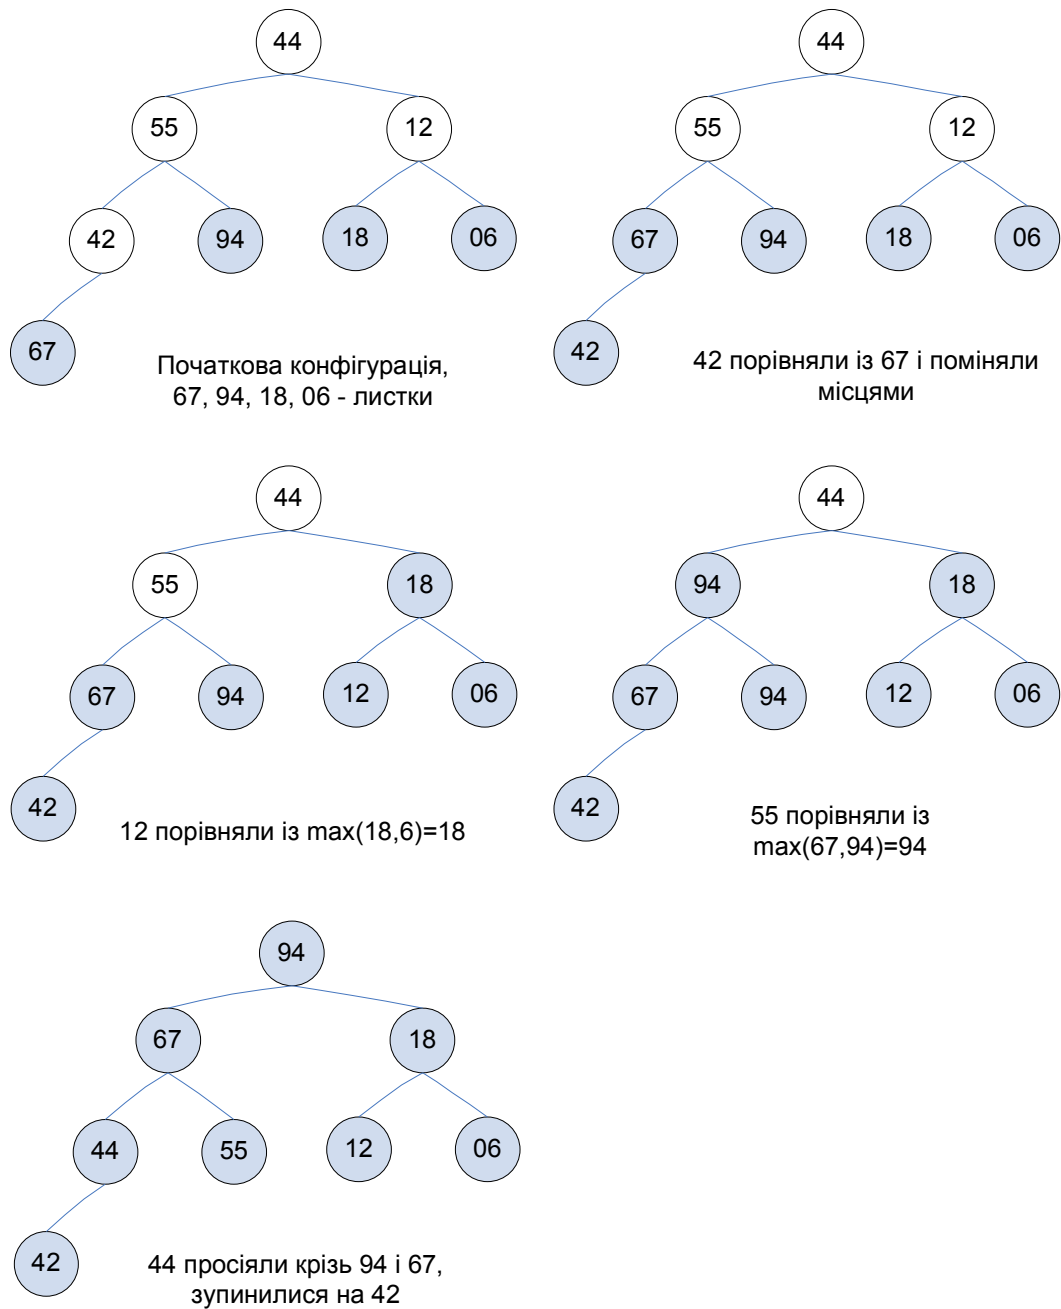 44
55 12
42 94 18 06
67
Початкова конфігурація,
67, 94, 18, 06 - листки
44
55 12
67 94 18 06
42
42 порівняли із 67 і поміняли
місцями
44
55 18
67 94 12 06
42
12 порівняли із max(18,6)=18
44
94 18
67 94 12 06
42
55 порівняли із
max(67,94)=94
94
67 18
44 55 12 06
42
44 просіяли крізь 94 і 67,
зупинилися на 42